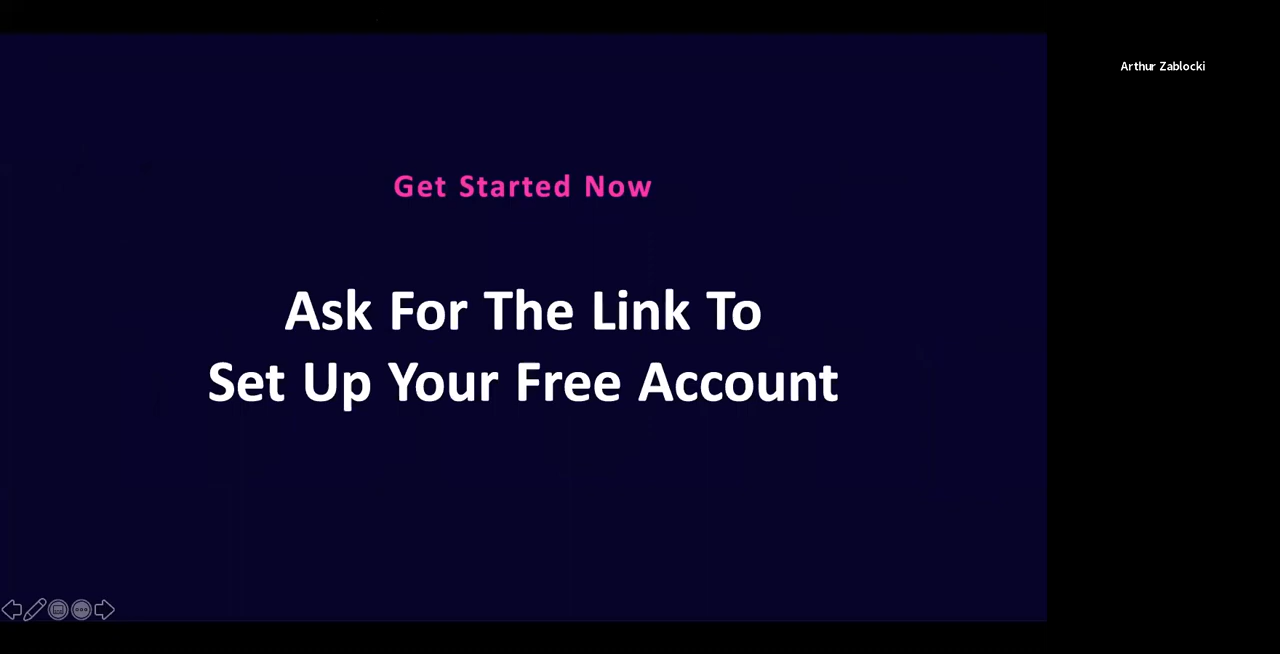 Arthur Zablocki
Get Started Now
Ask For The Link To
Set Up Your Free Account